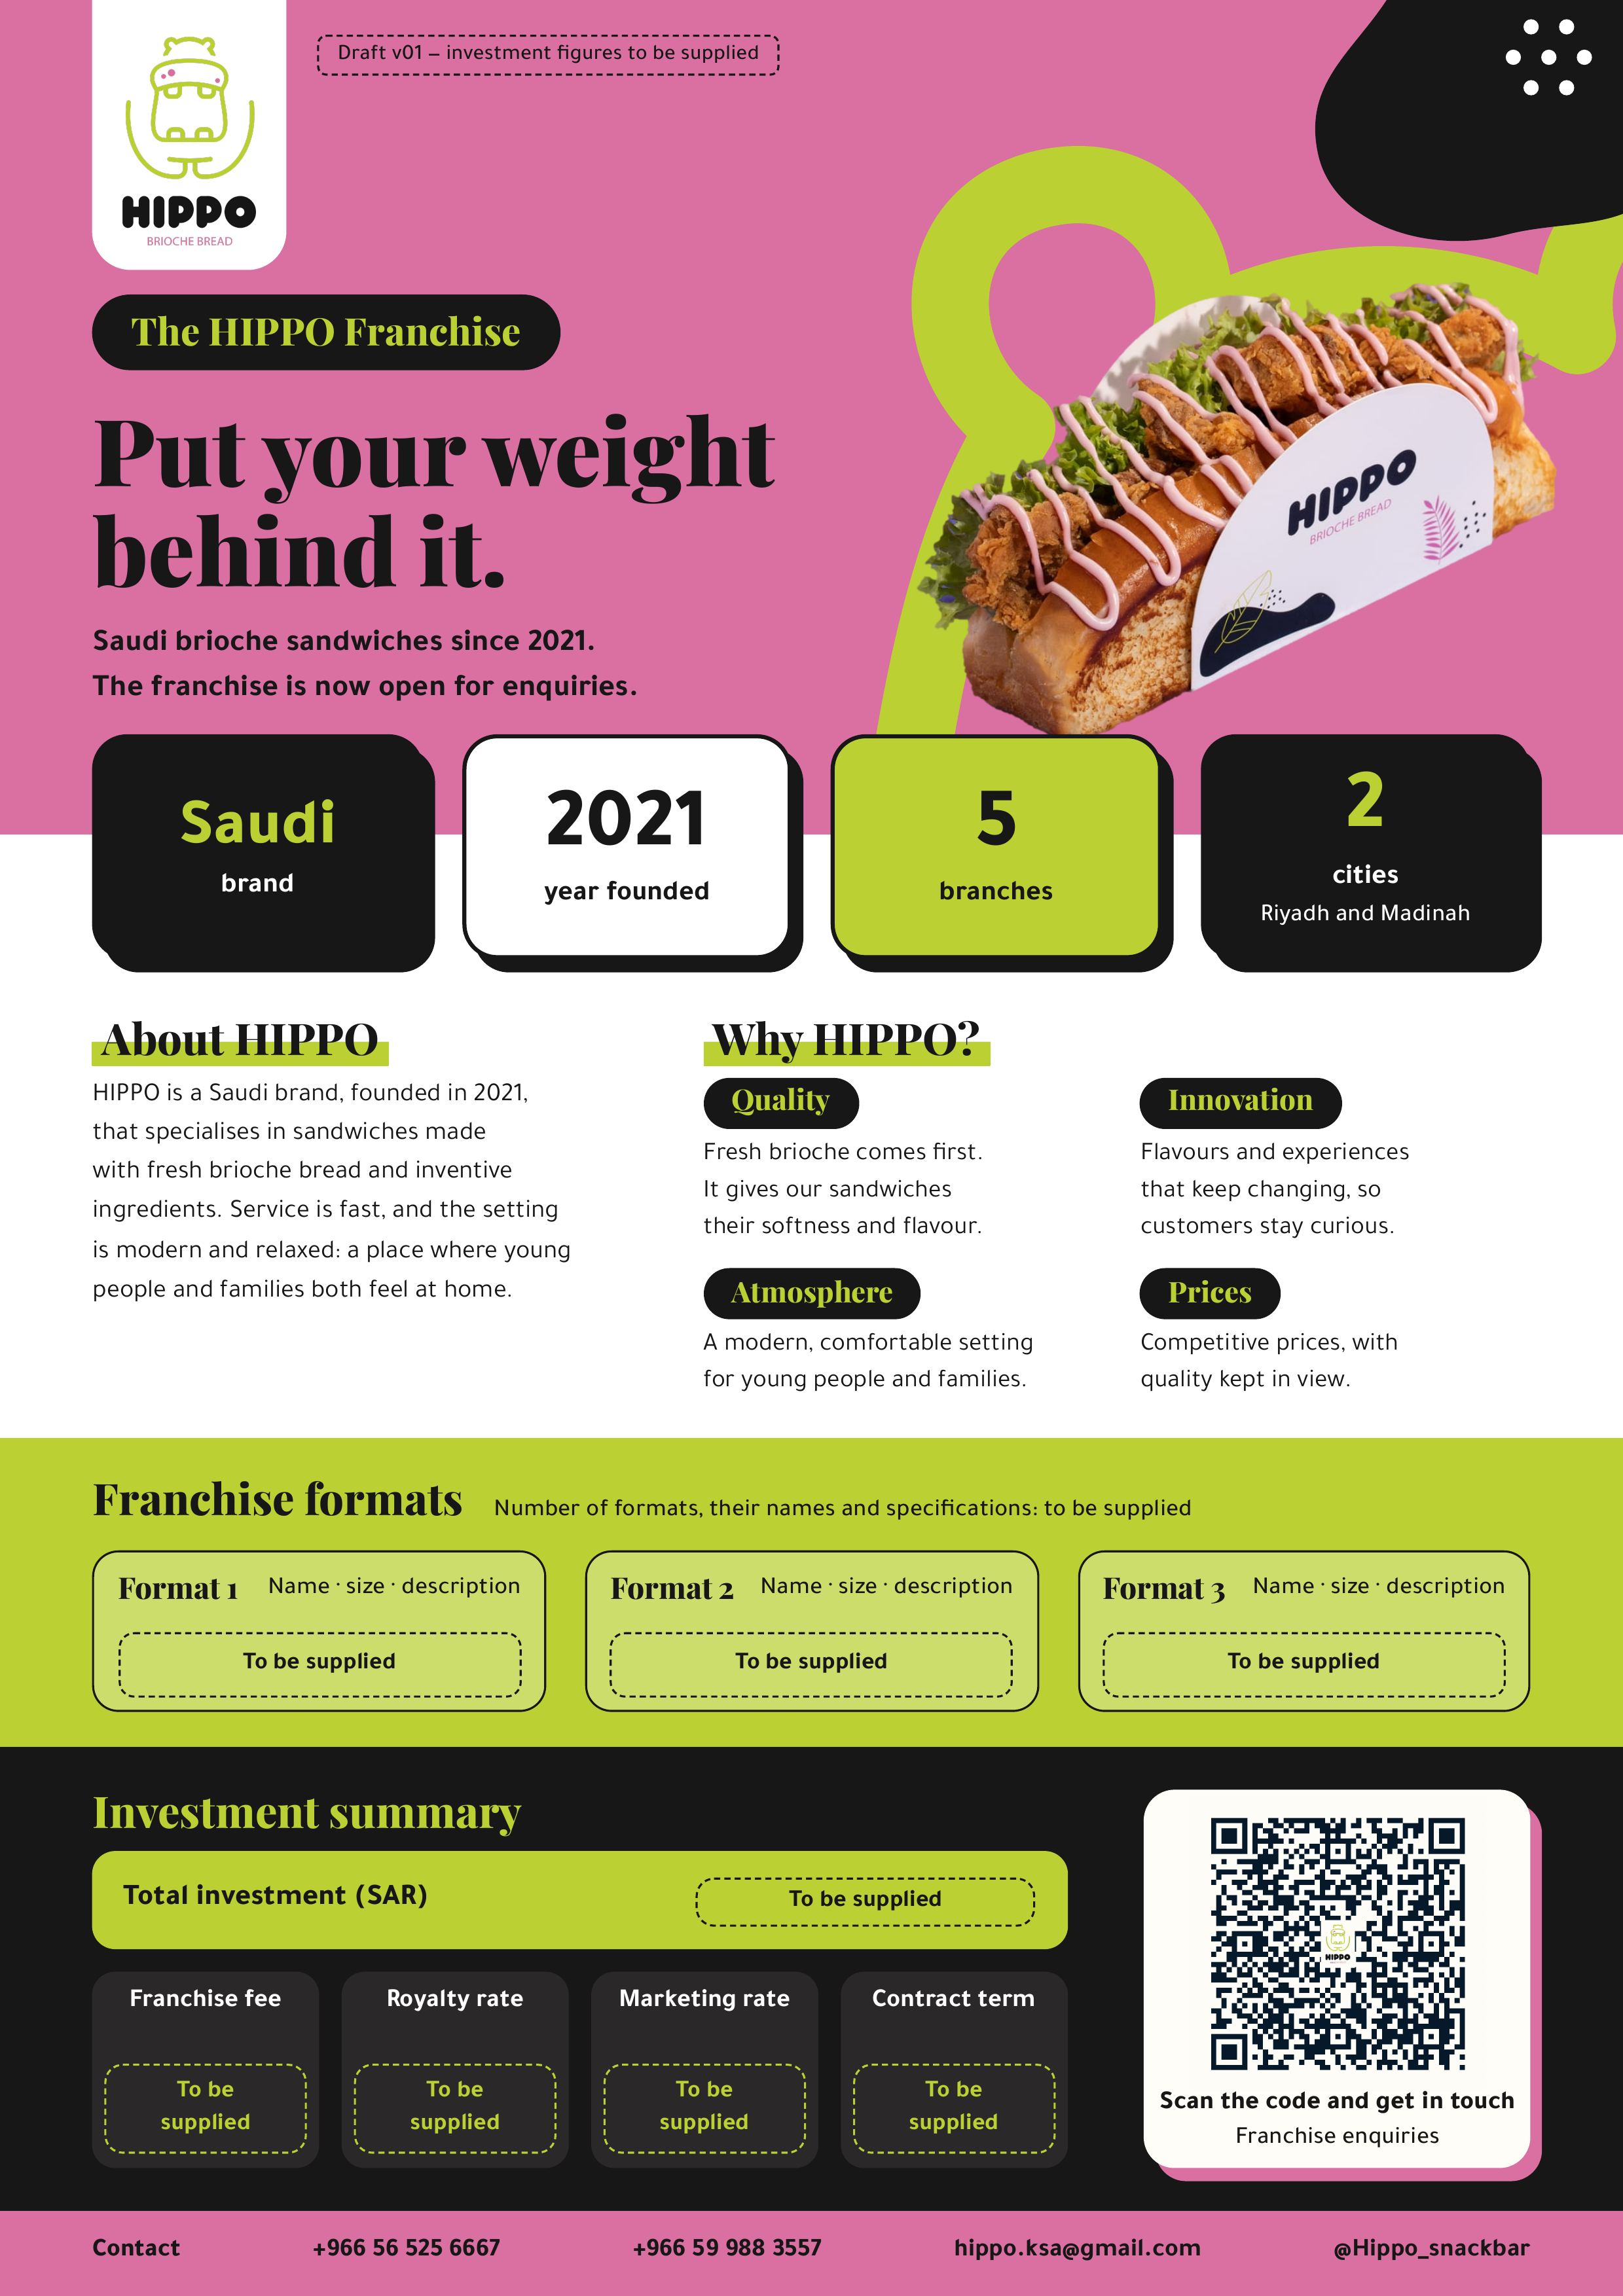 HIPPO
BRIOCHE BREAD
Draft v01 – investment figures to be supplied
The HIPPO Franchise
Put your weight
behind it.
Saudi brioche sandwiches since 2021.
The franchise is now open for enquiries.
HIPPO
BRIOCHE BREAD
Saudi
brand
2021
year founded
5
branches
2
cities
Riyadh and Madinah
About HIPPO
HIPPO is a Saudi brand, founded in 2021,
that specialises in sandwiches made
with fresh brioche bread and inventive
ingredients. Service is fast, and the setting
is modern and relaxed: a place where young
people and families both feel at home.
Why HIPPO?
Quality
Fresh brioche comes first.
It gives our sandwiches
their softness and flavour.
Innovation
Flavours and experiences
that keep changing, so
customers stay curious.
Atmosphere
A modern, comfortable setting
for young people and families.
Prices
Competitive prices, with
quality kept in view.
Franchise formats
Number of formats, their names and specifications: to be supplied
Format 1 Name · size · description
To be supplied
Format 2 Name · size · description
To be supplied
Format 3 Name · size · description
To be supplied
Investment summary
Total investment (SAR)
To be supplied
Franchise fee
To be
supplied
Royalty rate
To be
supplied
Marketing rate
To be
supplied
Contract term
To be
supplied
HIPPO
Scan the code and get in touch
Franchise enquiries
Contact
+966 56 525 6667
+966 59 988 3557
hippo.ksa@gmail.com
@Hippo_snackbar